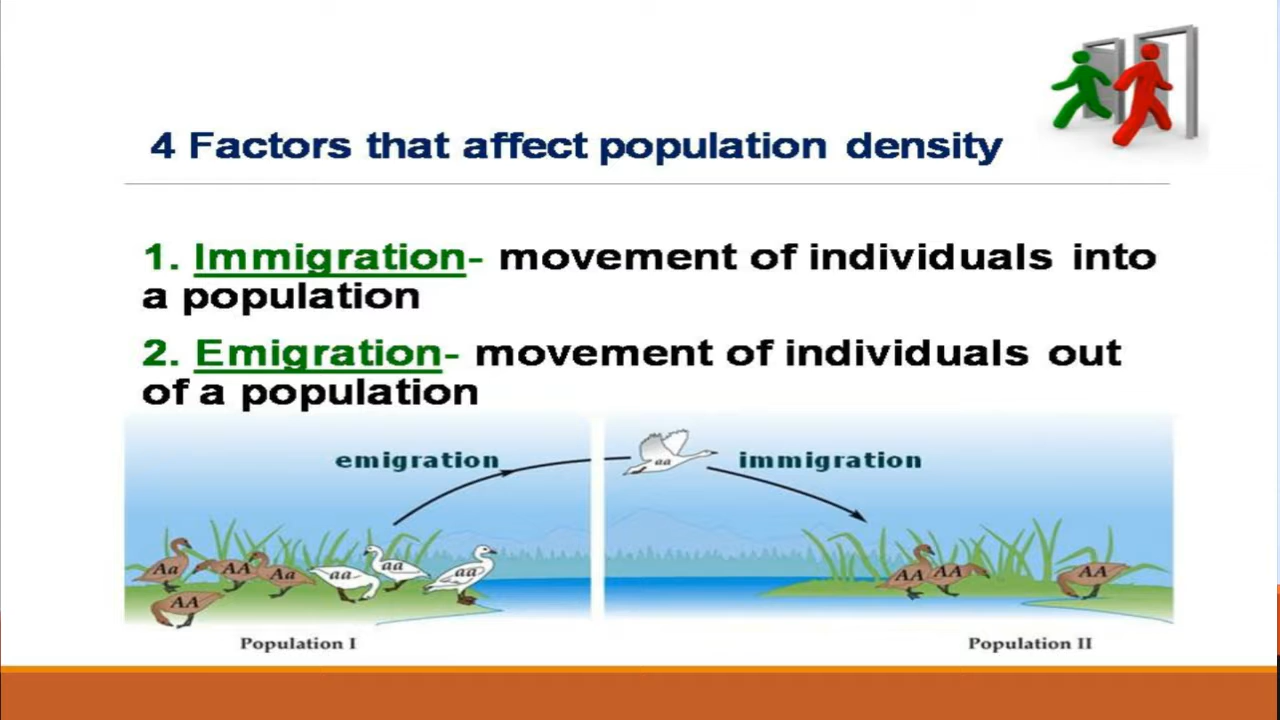 4 Factors that affect population density
1. Immigration- movement of individuals into
a population
2. Emigration- movement of individuals out
of a population
emigration
aa
immigration
Aa
AA
Aa
aa
aa
aa
AA
AA
AA
AA
Population I
Population II